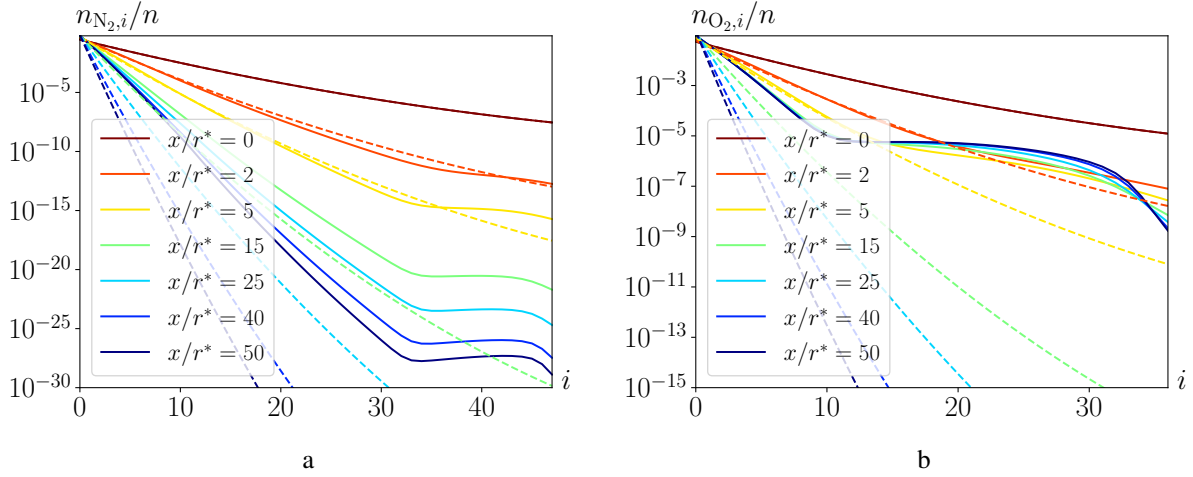 n_{N_2,i}/n
10^{-5}
10^{-10}
10^{-15}
10^{-20}
10^{-25}
10^{-30}
x/r* = 0
x/r* = 2
x/r* = 5
x/r* = 15
x/r* = 25
x/r* = 40
x/r* = 50
0 10 20 30 40
i
a
n_{O_2,i}/n
10^{-3}
10^{-5}
10^{-7}
10^{-9}
10^{-11}
10^{-13}
10^{-15}
x/r* = 0
x/r* = 2
x/r* = 5
x/r* = 15
x/r* = 25
x/r* = 40
x/r* = 50
0 10 20 30
i
b